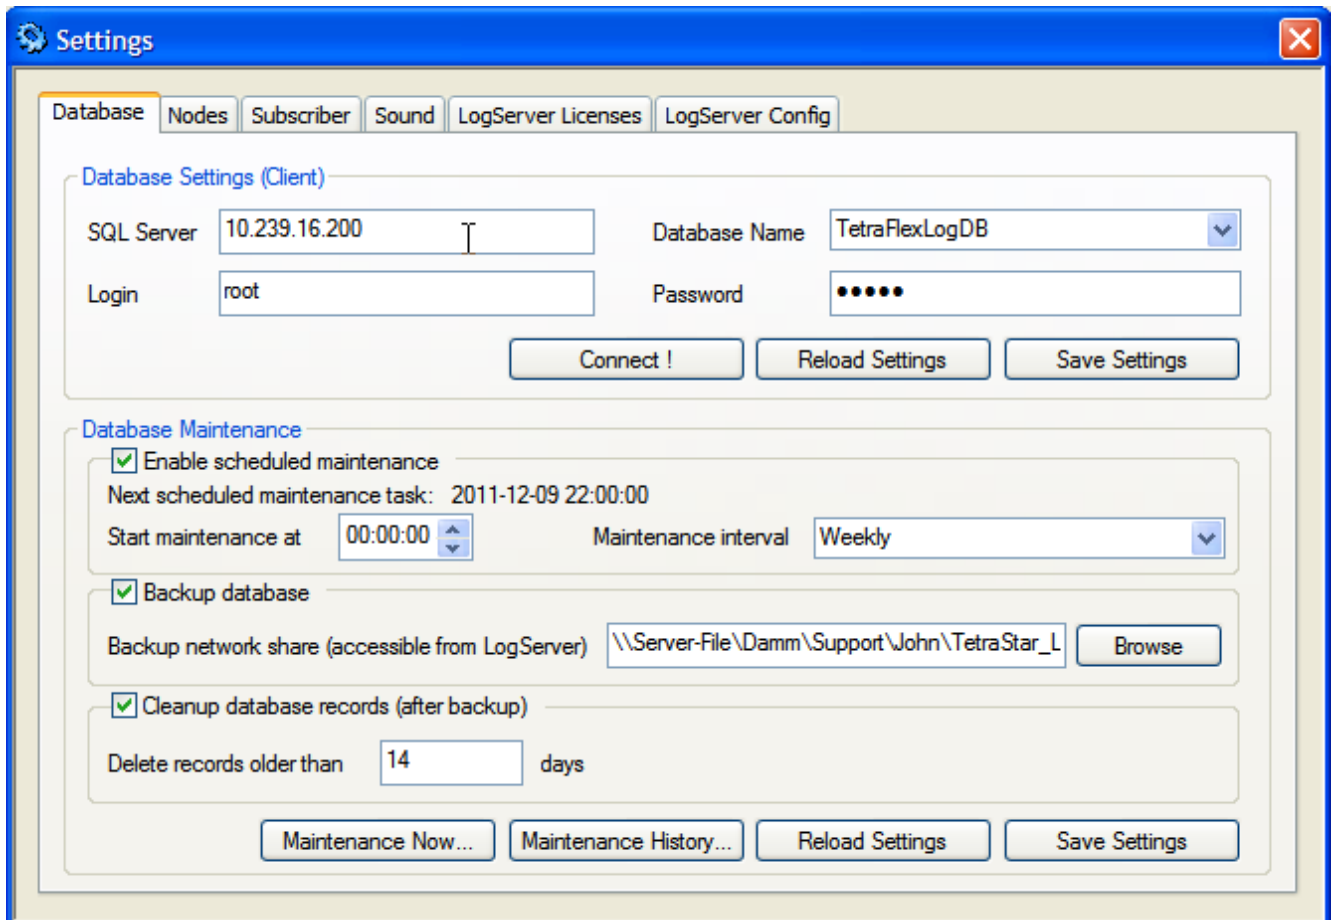 Settings
Database Nodes Subscriber Sound LogServer Licenses LogServer Config
Database Settings (Client)
SQL Server 10.239.16.200 Database Name TetraFlexLogDB
Login root Password •••••
Connect ! Reload Settings Save Settings
Database Maintenance
Enable scheduled maintenance
Next scheduled maintenance task: 2011-12-09 22:00:00
Start maintenance at 00:00:00 Maintenance interval Weekly
Backup database
Backup network share (accessible from LogServer) \\Server-File\Damm\Support\John\TetraStar_L Browse
Cleanup database records (after backup)
Delete records older than 14 days
Maintenance Now... Maintenance History... Reload Settings Save Settings